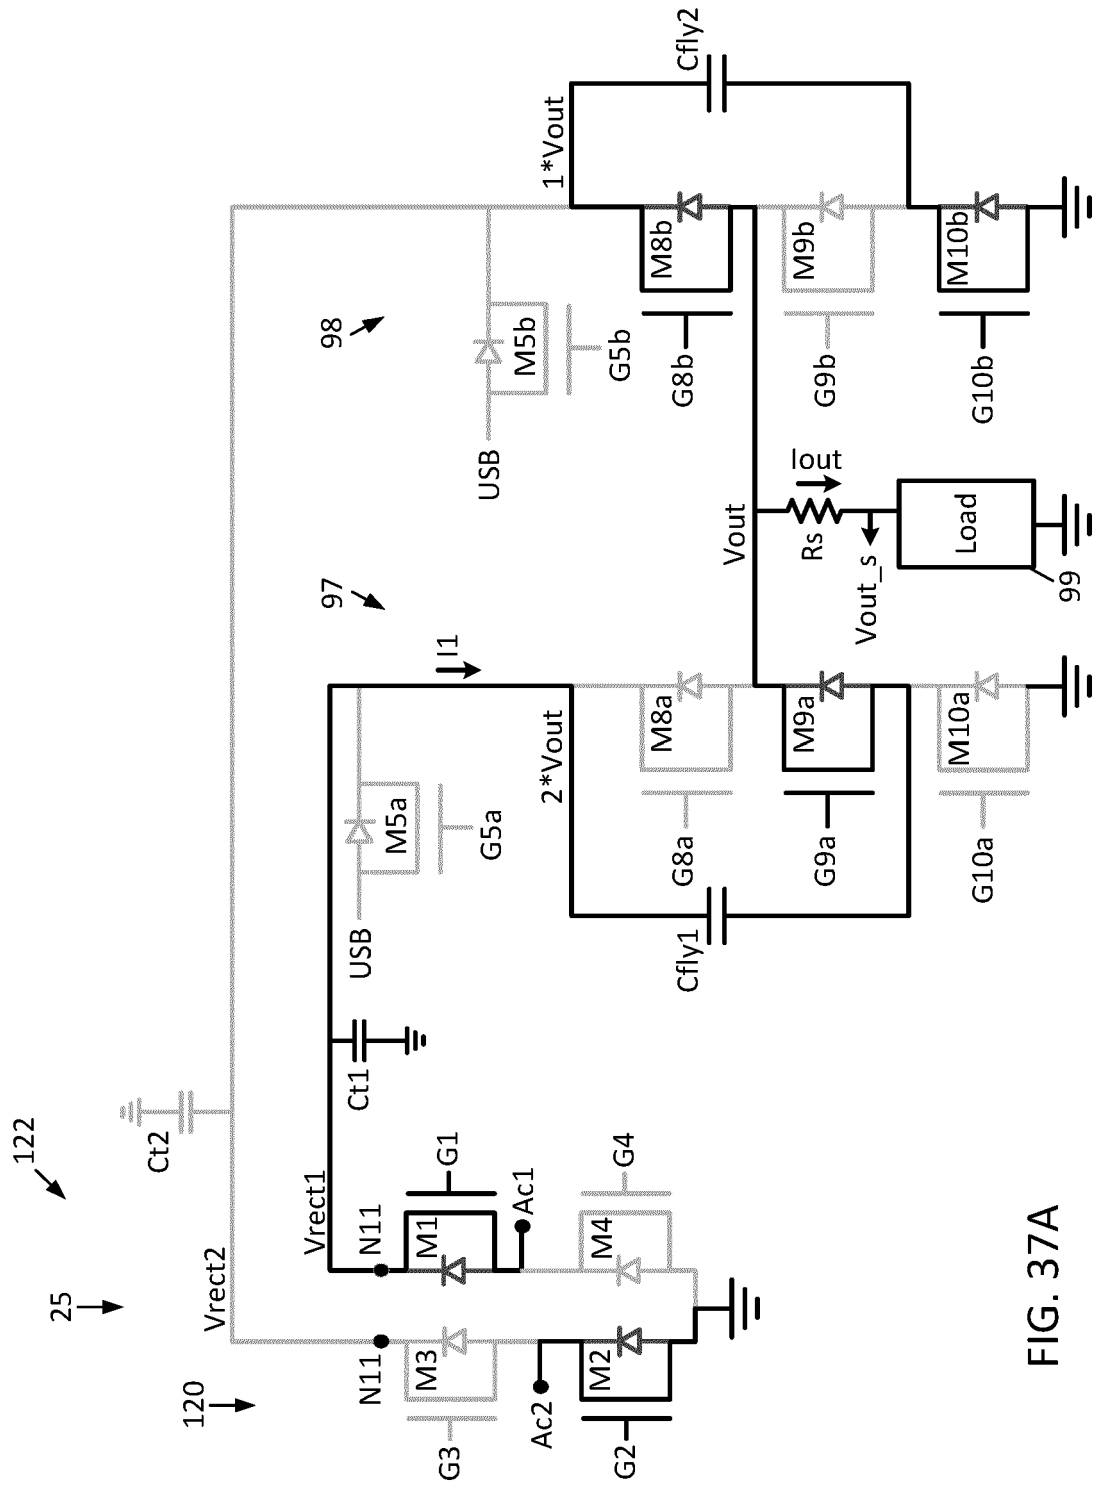 122
25
120
Vrect2
Ct2
N11
N11
Vrect1
M3
G3
M1
G1
Ac1
Ac2
M2
G2
M4
G4
Ct1
USB
M5a
G5a
97
I1
2*Vout
Cfly1
M8a
G8a
M9a
G9a
M10a
G10a
Vout
Rs
Iout
Vout_s
Load
99
98
USB
M5b
G5b
1*Vout
Cfly2
M8b
G8b
M9b
G9b
M10b
G10b
FIG. 37A